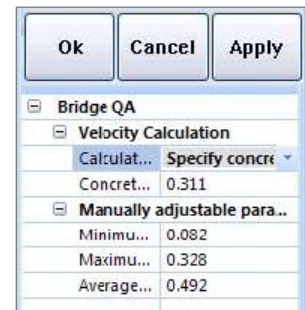 Ok Cancel Apply
Bridge QA
Velocity Calculation
Calculat... Specify concre
Concret... 0.311
Manually adjustable para...
Minimu... 0.082
Maximu... 0.328
Average... 0.492